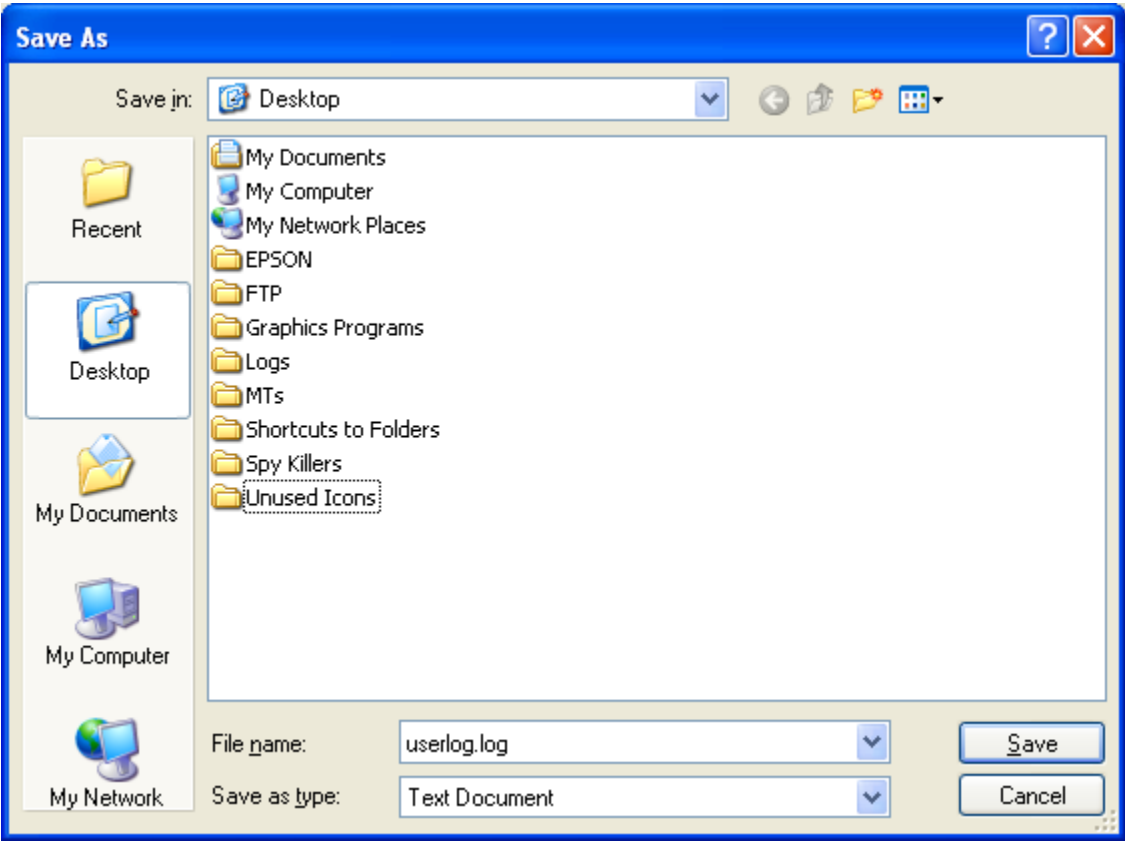 Save As
Save in:
Desktop
Recent
Desktop
My Documents
My Computer
My Network
My Documents
My Computer
My Network Places
EPSON
FTP
Graphics Programs
Logs
MTs
Shortcuts to Folders
Spy Killers
Unused Icons
File name:
userlog.log
Save
Save as type:
Text Document
Cancel